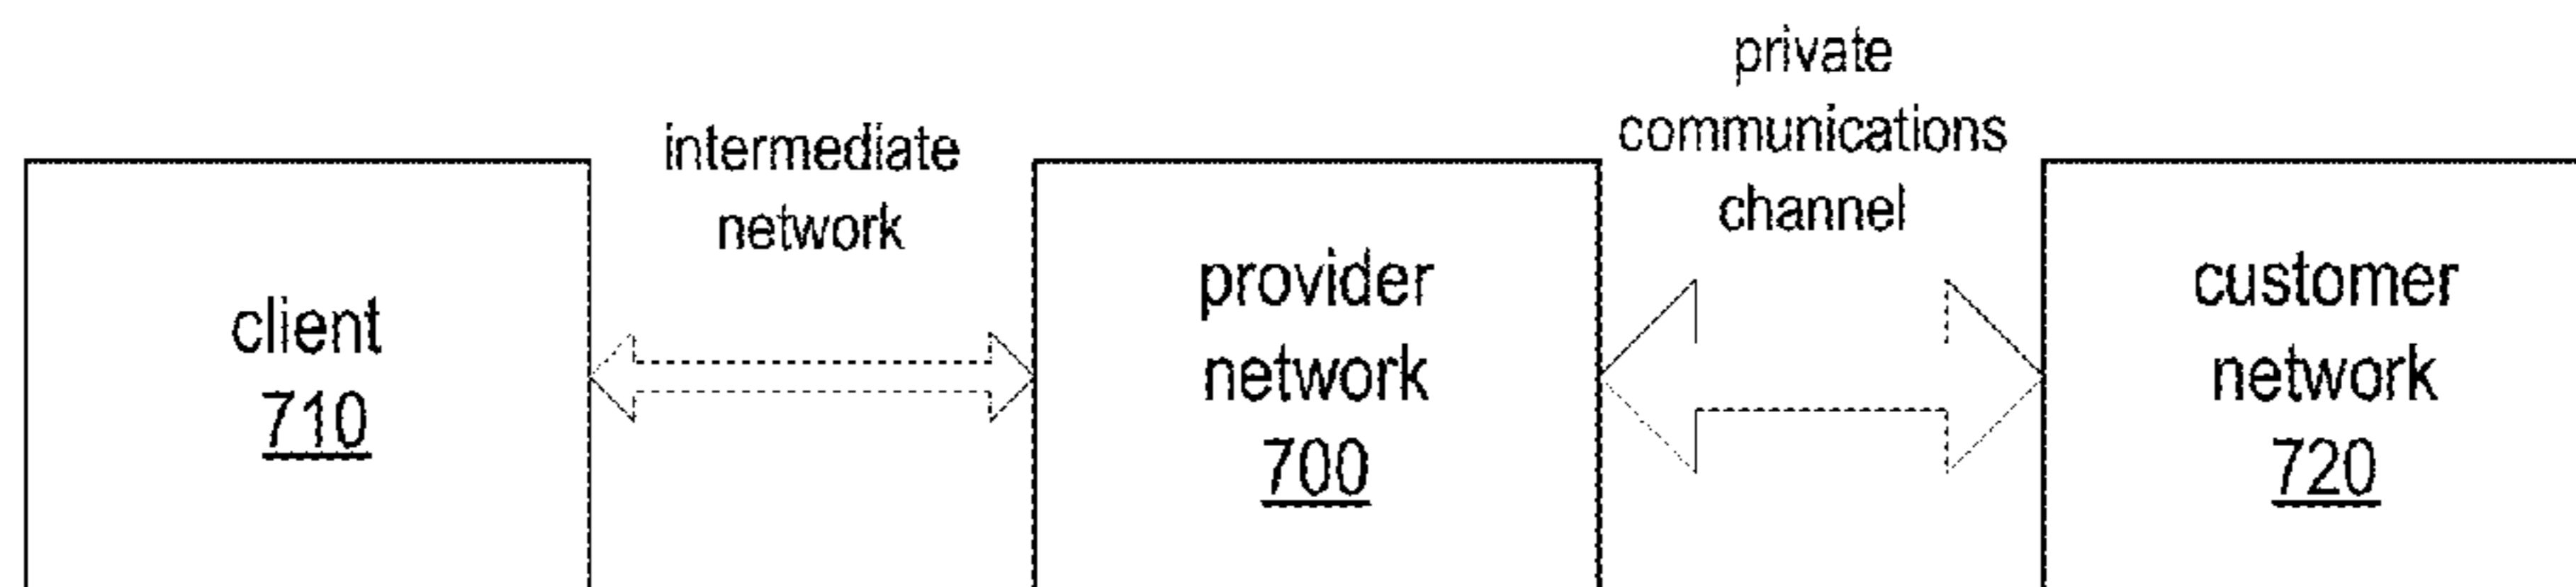 client
710
intermediate
network
provider
network
700
private
communications
channel
customer
network
720